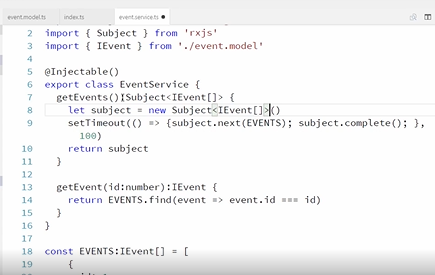 event.model.ts index.ts event.service.ts
2 import { Subject } from 'rxjs'
3 import { IEvent } from './event.model'
4
5 @Injectable()
6 export class EventService {
7 getEvents():Subject<IEvent[]> {
8 let subject = new Subject<IEvent[]>()
9 setTimeout(() => {subject.next(EVENTS); subject.complete(); },
100)
10 return subject
11 }
12
13 getEvent(id:number):IEvent {
14 return EVENTS.find(event => event.id === id)
15 }
16 }
17
18 const EVENTS:IEvent[] = [
19 {